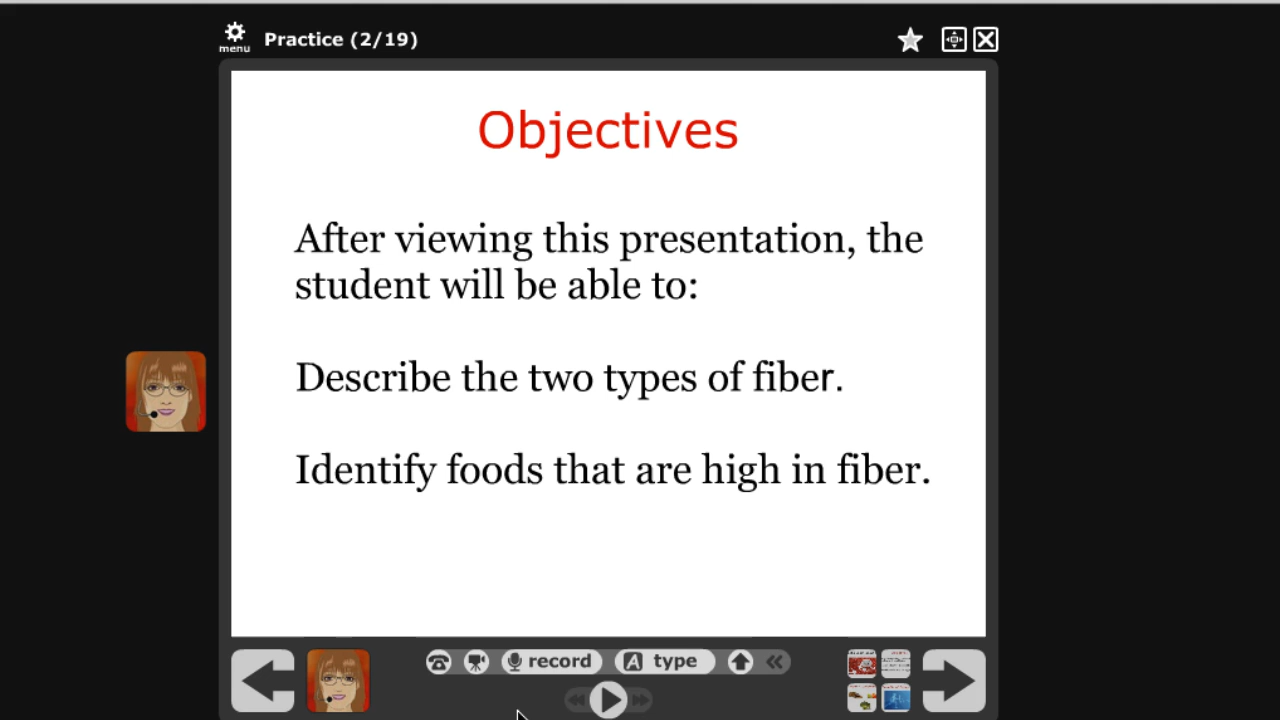 menu
Practice (2/19)
Objectives
After viewing this presentation, the
student will be able to:
Describe the two types of fiber.
Identify foods that are high in fiber.
record
A type